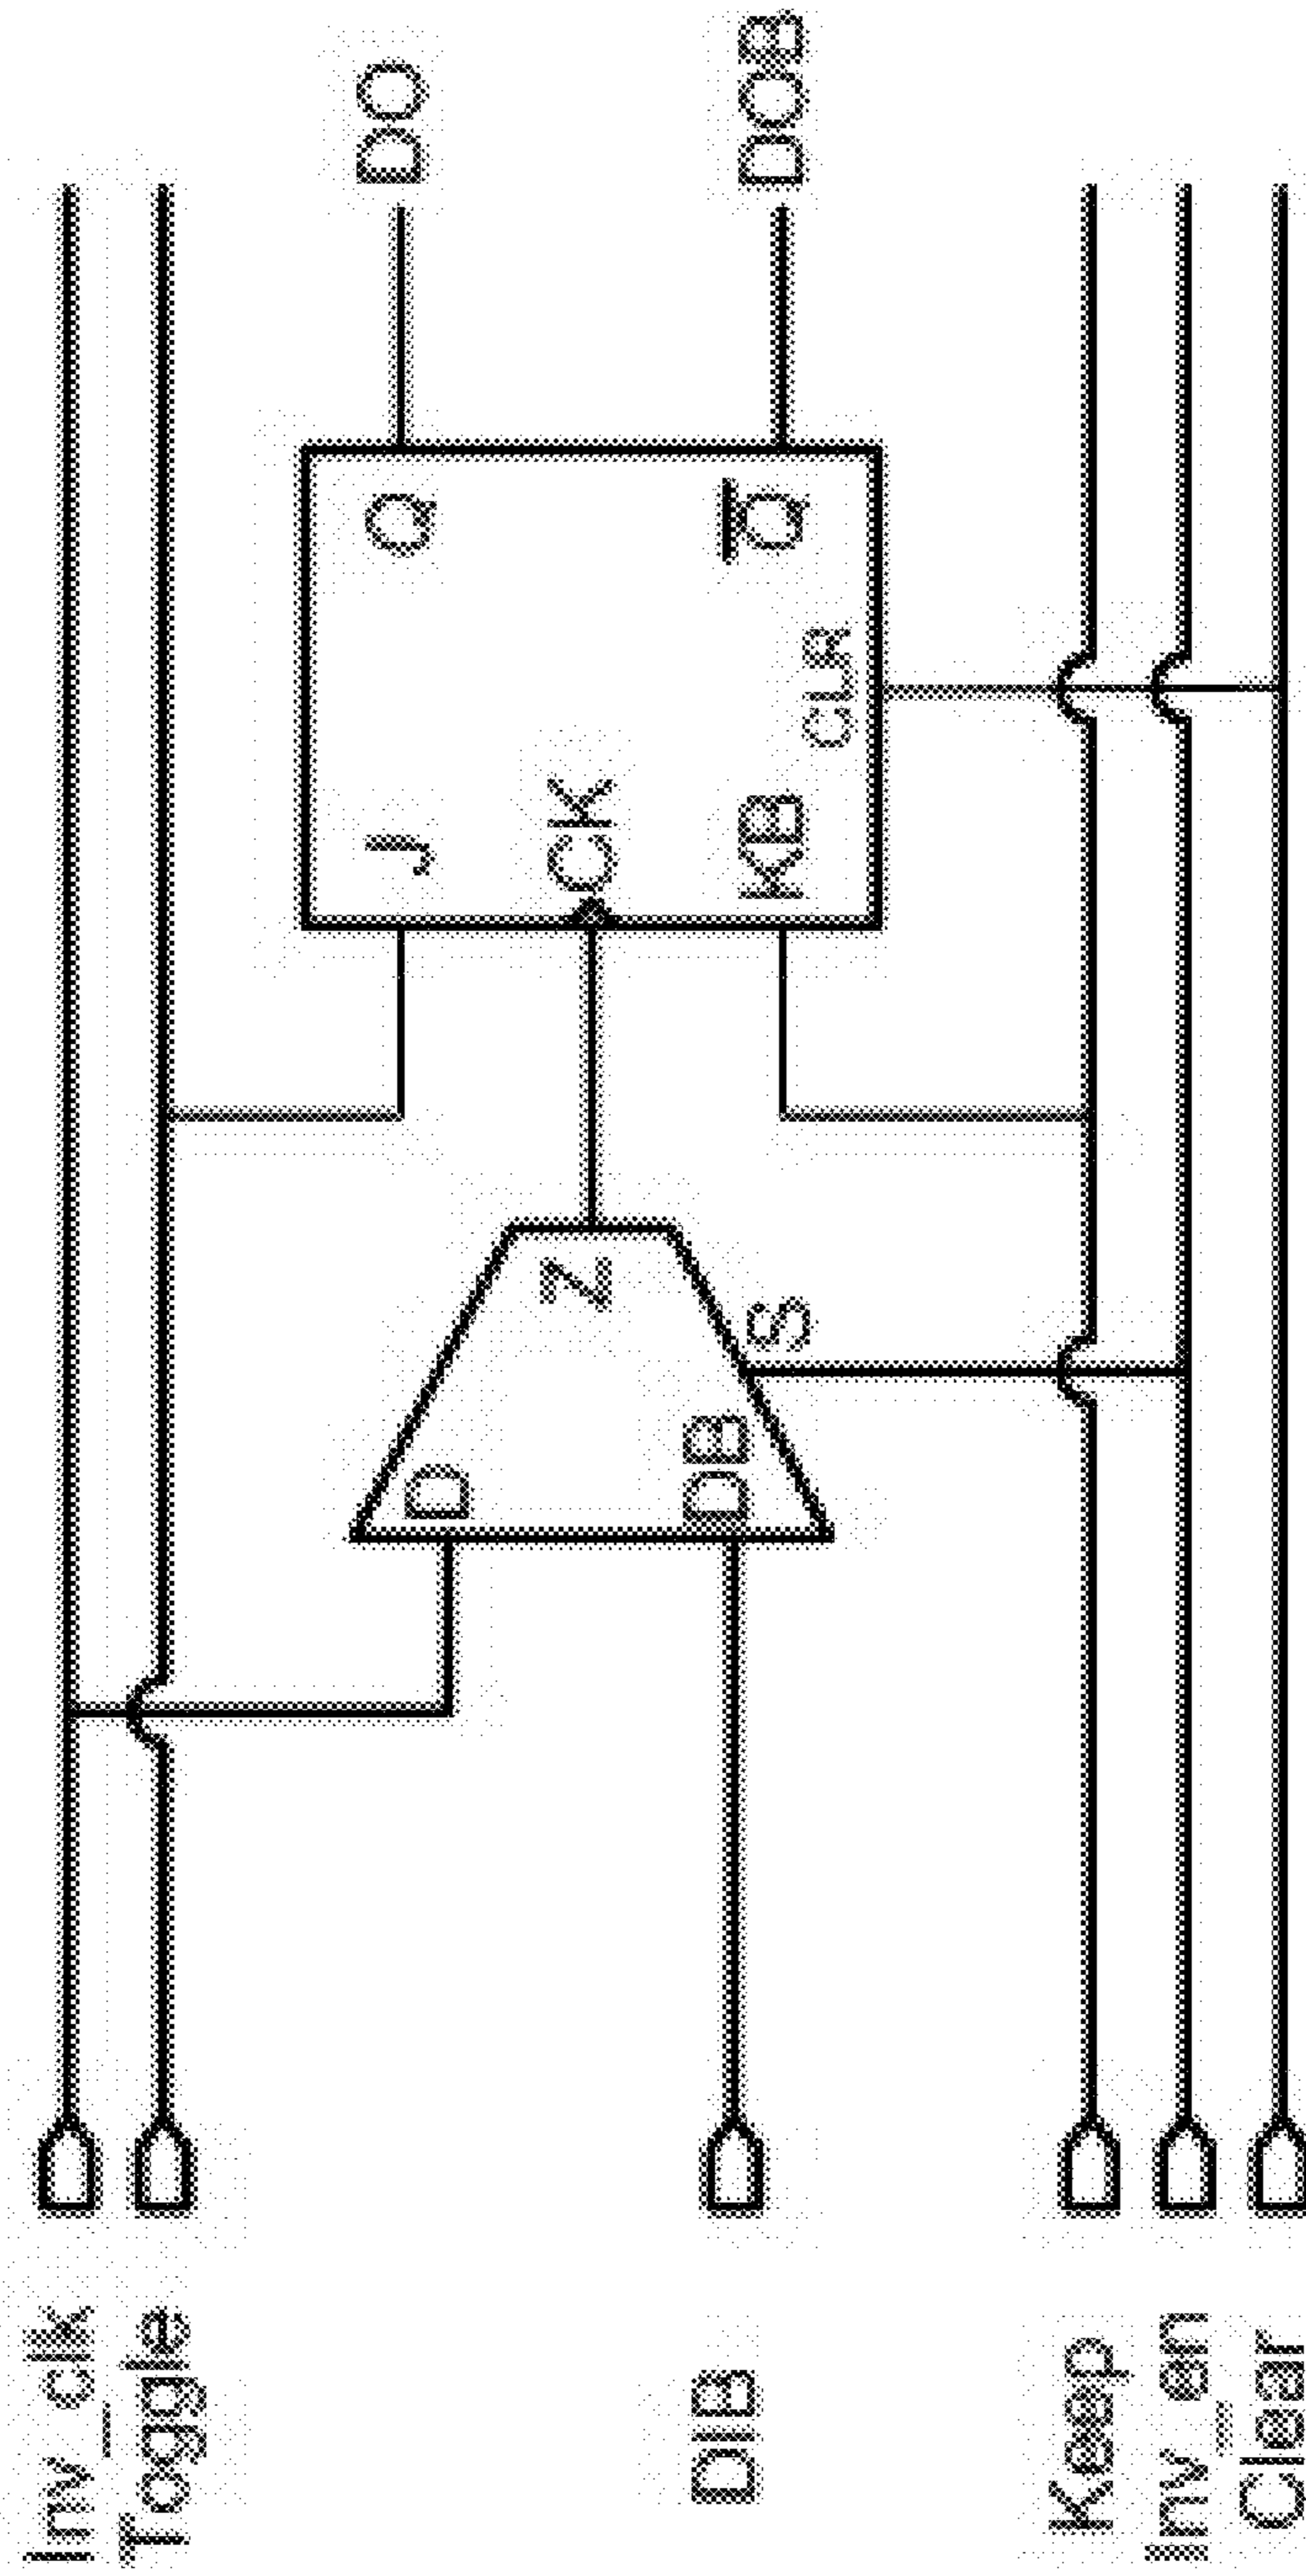 Inv_clk
Toggle
DIB
Keep
Inv_en
Clear
D
DB
Z
S
J
CK
KB
CLR
Q
Q̅
DO
DOB